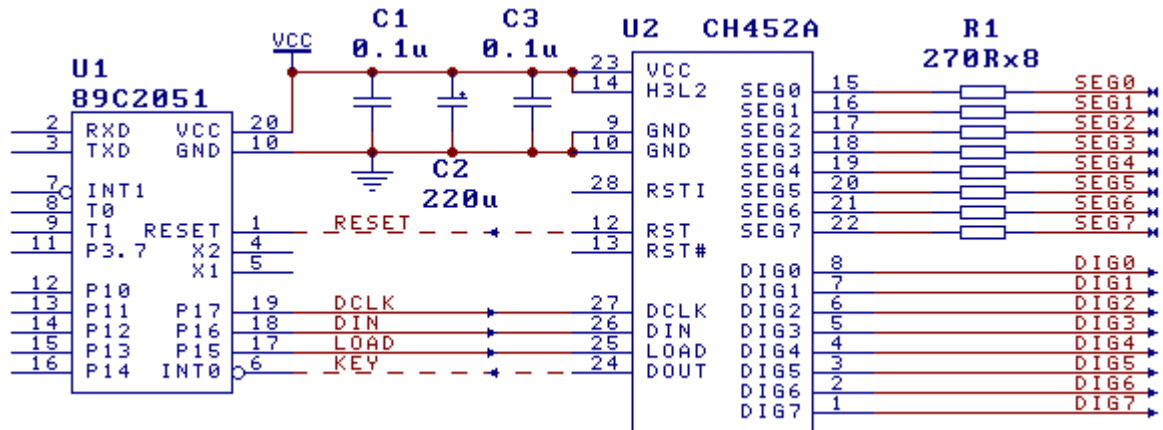 C1
0.1u
C3
0.1u
U2 CH452A
R1
270Rx8
VCC
U1
89C2051
2 RXD
3 TXD
7 INT1
8 T0
9 T1
11 P3.7
12 P10
13 P11
14 P12
15 P13
16 P14
VCC 20
GND 10
RESET 1
X2 4
X1 5
P17 19
P16 18
P15 17
INT0 6
C2
220u
RESET
DCLK
DIN
LOAD
KEY
23 VCC
14 H3L2
9 GND
10 GND
28 RSTI
12 RST
13 RST#
27 DCLK
26 DIN
25 LOAD
24 DOUT
SEG0 15 SEG0
SEG1 16 SEG1
SEG2 17 SEG2
SEG3 18 SEG3
SEG4 19 SEG4
SEG5 20 SEG5
SEG6 21 SEG6
SEG7 22 SEG7
DIG0 8 DIG0
DIG1 7 DIG1
DIG2 6 DIG2
DIG3 5 DIG3
DIG4 4 DIG4
DIG5 3 DIG5
DIG6 2 DIG6
DIG7 1 DIG7